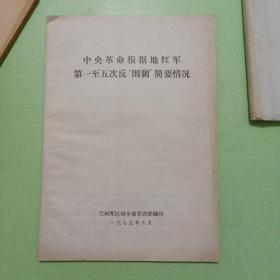 中央革命根据地红军
第一至五次反“围剿”简要情况
兰州军区司令部军训部翻印
一九七五年七月